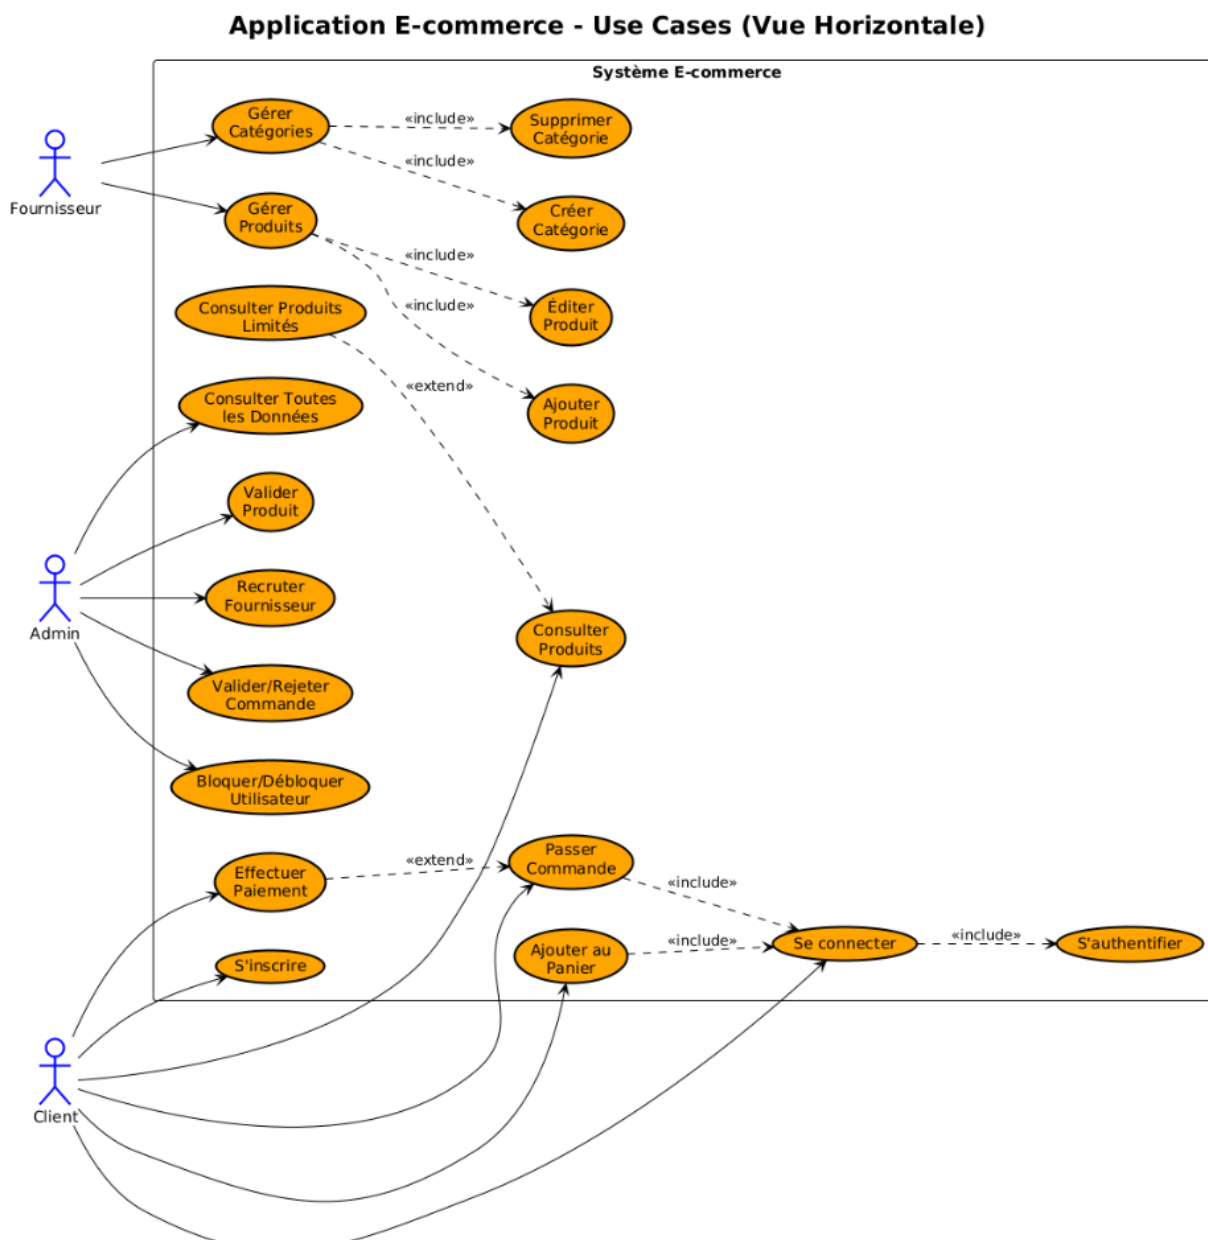 Application E-commerce - Use Cases (Vue Horizontale)
Système E-commerce
Gérer
Catégories
«include»
Supprimer
Catégorie
«include»
Fournisseur
Gérer
Produits
Créer
Catégorie
«include»
Consulter Produits
Limités
«include»
Éditer
Produit
«extend»
Consulter Toutes
les Données
Ajouter
Produit
Valider
Produit
Admin
Recruter
Fournisseur
Consulter
Produits
Valider/Rejeter
Commande
Bloquer/Débloquer
Utilisateur
Effectuer
Paiement
«extend»
Passer
Commande
«include»
S'inscrire
Ajouter au
Panier
«include»
Se connecter
«include»
S'authentifier
Client